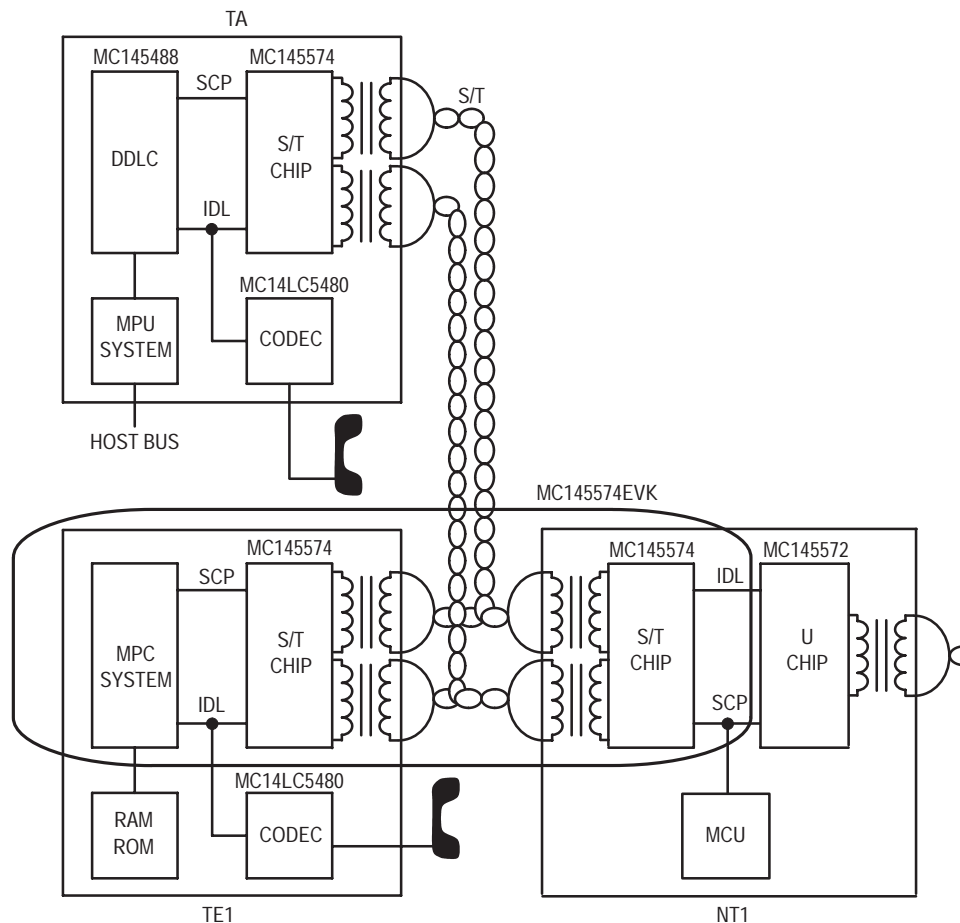 TA
MC145488
MC145574
SCP
S/T
DDLC
S/T
CHIP
IDL
MC14LC5480
MPU
SYSTEM
CODEC
HOST BUS
MC145574EVK
MC145574
MC145574
MC145572
SCP
IDL
MPC
SYSTEM
S/T
CHIP
S/T
CHIP
U
CHIP
IDL
SCP
MC14LC5480
RAM
ROM
CODEC
MCU
TE1
NT1